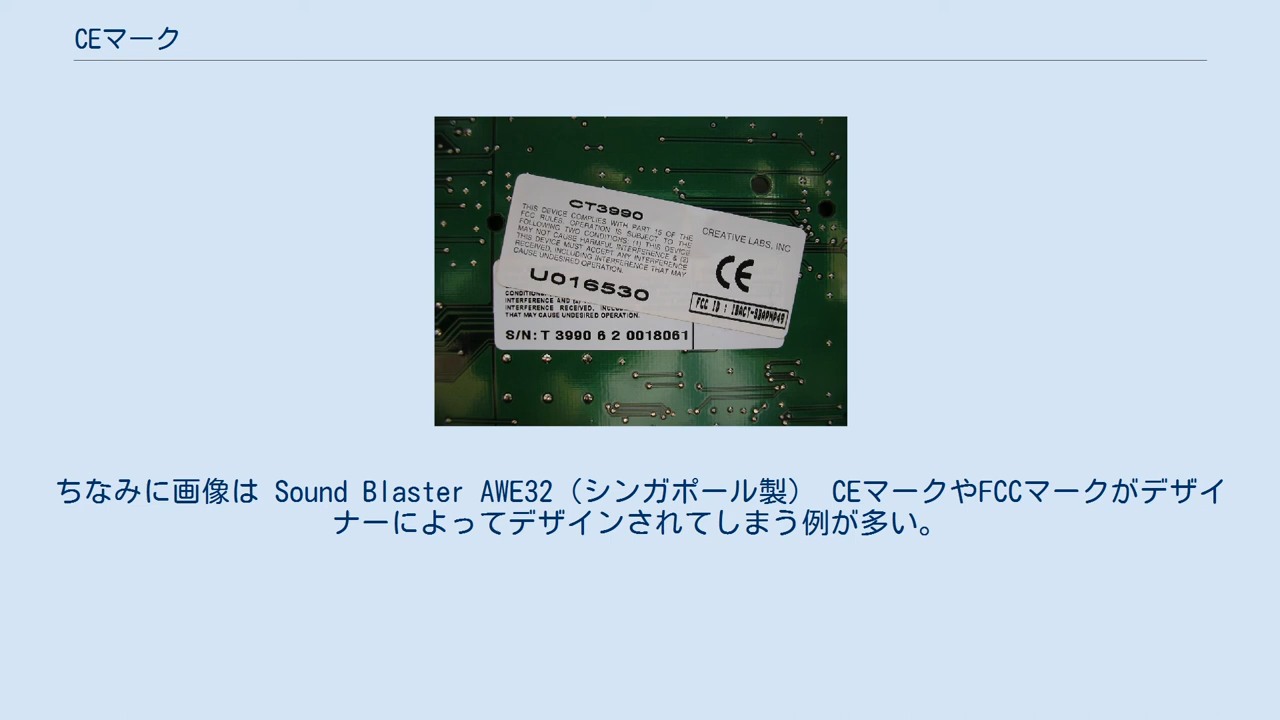 CEマーク
CT3990
THIS DEVICE COMPLIES WITH PART 15 OF THE
FCC RULES. OPERATION IS SUBJECT TO THE
FOLLOWING TWO CONDITIONS. (1) THIS DEVICE
MAY NOT CAUSE HARMFUL INTERFERENCE & (2)
THIS DEVICE MUST ACCEPT ANY INTERFERENCE
RECEIVED, INCLUDING INTERFERENCE THAT MAY
CAUSE UNDESIRED OPERATION.
U016530
CREATIVE LABS, INC
CE
FCC ID : IBACT-SBAPNP49
INTERFERENCE AND
INTERFERENCE RECEIVED,
THAT MAY CAUSE UNDESIRED OPERATION.
S/N: T 3990 6 2 0018061
ちなみに画像は Sound Blaster AWE32（シンガポール製） CEマークやFCCマークがデザイ
ナーによってデザインされてしまう例が多い。